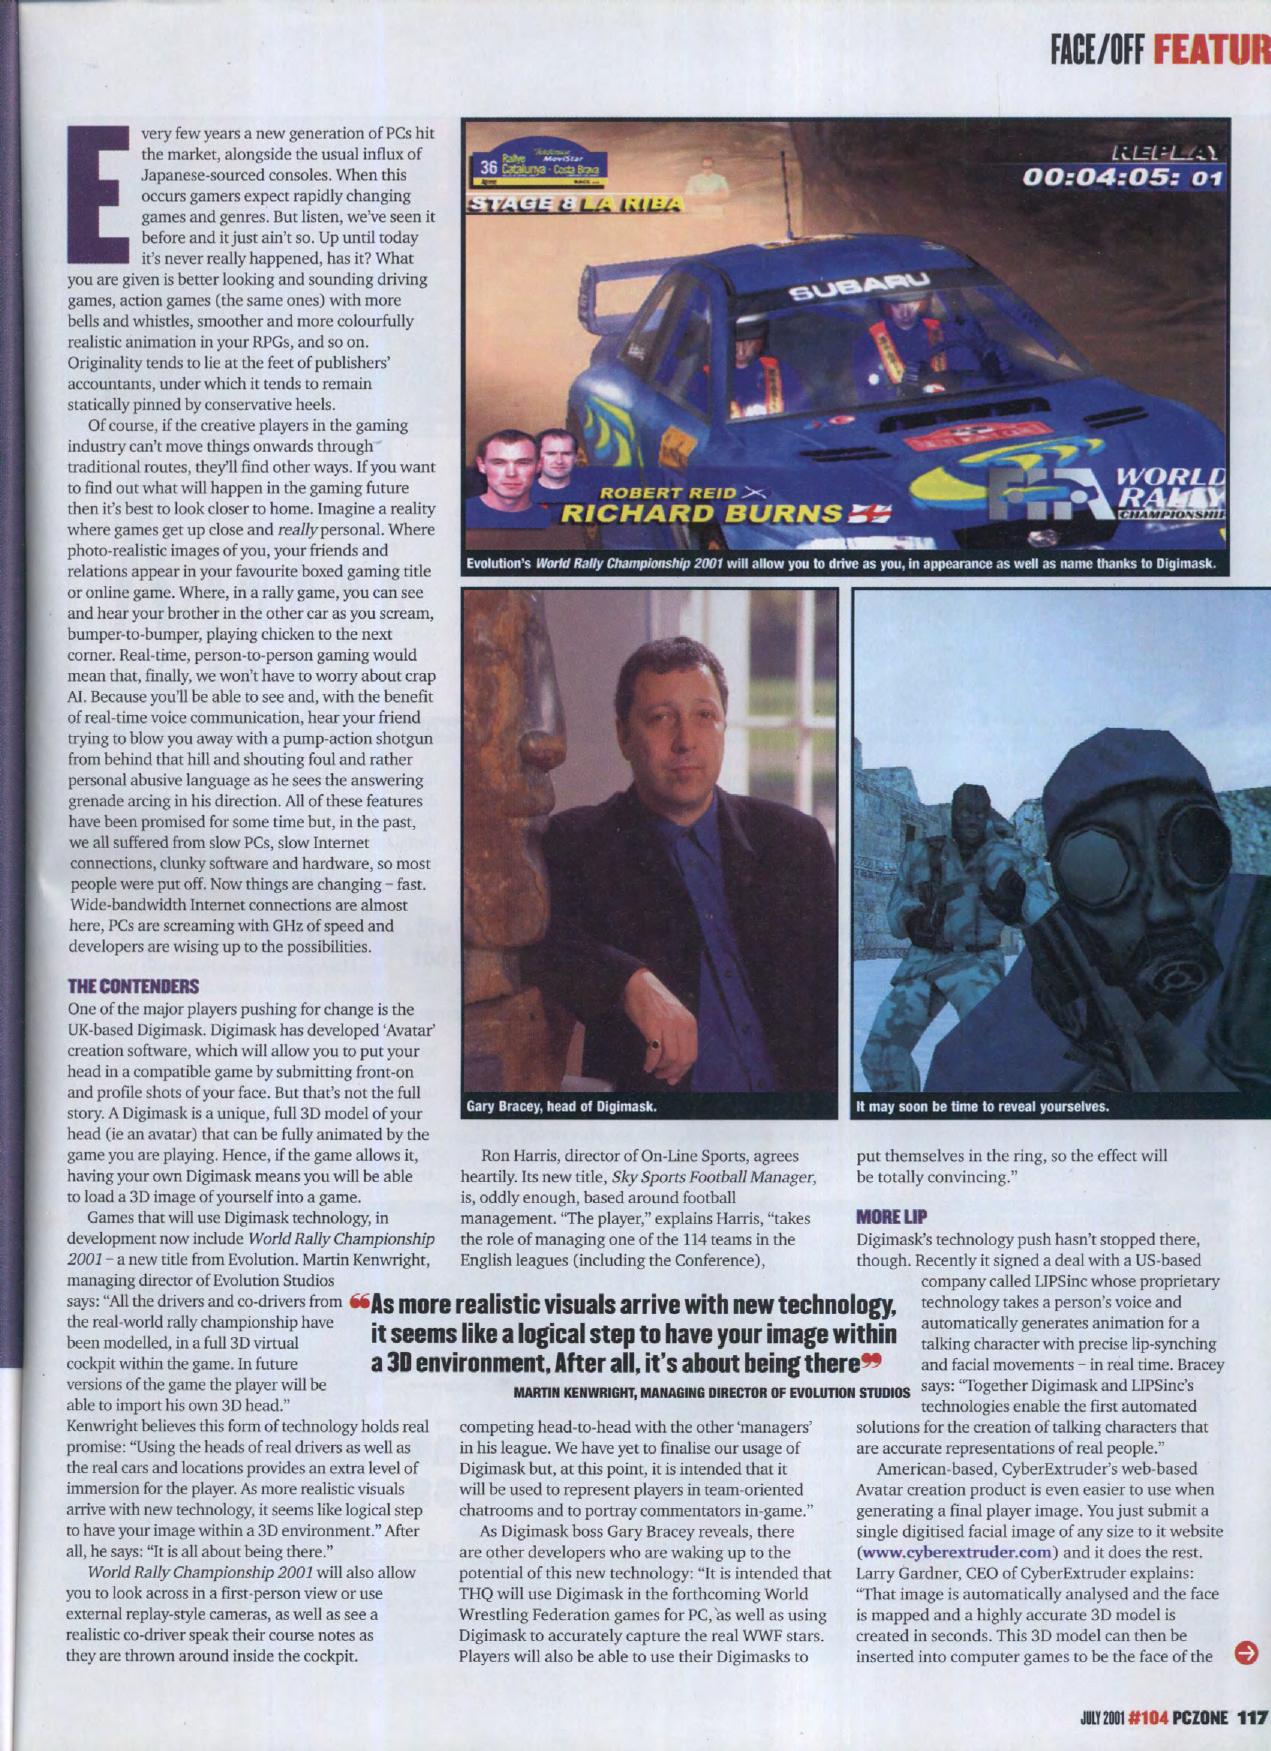 FACE/OFF FEATUR
Every few years a new generation of PCs hit
the market, alongside the usual influx of
Japanese-sourced consoles. When this
occurs gamers expect rapidly changing
games and genres. But listen, we've seen it
before and it just ain't so. Up until today
it's never really happened, has it? What
you are given is better looking and sounding driving
games, action games (the same ones) with more
bells and whistles, smoother and more colourfully
realistic animation in your RPGs, and so on.
Originality tends to lie at the feet of publishers'
accountants, under which it tends to remain
statically pinned by conservative heels.
Of course, if the creative players in the gaming
industry can't move things onwards through
traditional routes, they'll find other ways. If you want
to find out what will happen in the gaming future
then it's best to look closer to home. Imagine a reality
where games get up close and really personal. Where
photo-realistic images of you, your friends and
relations appear in your favourite boxed gaming title
or online game. Where, in a rally game, you can see
and hear your brother in the other car as you scream,
bumper-to-bumper, playing chicken to the next
corner. Real-time, person-to-person gaming would
mean that, finally, we won't have to worry about crap
AI. Because you'll be able to see and, with the benefit
of real-time voice communication, hear your friend
trying to blow you away with a pump-action shotgun
from behind that hill and shouting foul and rather
personal abusive language as he sees the answering
grenade arcing in his direction. All of these features
have been promised for some time but, in the past,
we all suffered from slow PCs, slow Internet
connections, clunky software and hardware, so most
people were put off. Now things are changing – fast.
Wide-bandwidth Internet connections are almost
here, PCs are screaming with GHz of speed and
developers are wising up to the possibilities.
THE CONTENDERS
One of the major players pushing for change is the
UK-based Digimask. Digimask has developed 'Avatar'
creation software, which will allow you to put your
head in a compatible game by submitting front-on
and profile shots of your face. But that's not the full
story. A Digimask is a unique, full 3D model of your
head (ie an avatar) that can be fully animated by the
game you are playing. Hence, if the game allows it,
having your own Digimask means you will be able
to load a 3D image of yourself into a game.
Games that will use Digimask technology, in
development now include World Rally Championship
2001 – a new title from Evolution. Martin Kenwright,
managing director of Evolution Studios
says: "All the drivers and co-drivers from
the real-world rally championship have
been modelled, in a full 3D virtual
cockpit within the game. In future
versions of the game the player will be
able to import his own 3D head."
Kenwright believes this form of technology holds real
promise: "Using the heads of real drivers as well as
the real cars and locations provides an extra level of
immersion for the player. As more realistic visuals
arrive with new technology, it seems like logical step
to have your image within a 3D environment." After
all, he says: "It is all about being there."
World Rally Championship 2001 will also allow
you to look across in a first-person view or use
external replay-style cameras, as well as see a
realistic co-driver speak their course notes as
they are thrown around inside the cockpit.
36 Rallye
Catalunya - Costa Brava
MoviStar
STAGE 8 LA RIBA
REPLAY
00:04:05: 01
SUBARU
ROBERT REID
RICHARD BURNS
FIA WORLD
RALLY
CHAMPIONSHIP
Evolution's World Rally Championship 2001 will allow you to drive as you, in appearance as well as name thanks to Digimask.
Gary Bracey, head of Digimask.
It may soon be time to reveal yourselves.
Ron Harris, director of On-Line Sports, agrees
heartily. Its new title, Sky Sports Football Manager,
is, oddly enough, based around football
management. "The player," explains Harris, "takes
the role of managing one of the 114 teams in the
English leagues (including the Conference),
“As more realistic visuals arrive with new technology,
it seems like a logical step to have your image within
a 3D environment, After all, it's about being there”
MARTIN KENWRIGHT, MANAGING DIRECTOR OF EVOLUTION STUDIOS
competing head-to-head with the other 'managers'
in his league. We have yet to finalise our usage of
Digimask but, at this point, it is intended that it
will be used to represent players in team-oriented
chatrooms and to portray commentators in-game."
As Digimask boss Gary Bracey reveals, there
are other developers who are waking up to the
potential of this new technology: "It is intended that
THQ will use Digimask in the forthcoming World
Wrestling Federation games for PC, as well as using
Digimask to accurately capture the real WWF stars.
Players will also be able to use their Digimasks to
put themselves in the ring, so the effect will
be totally convincing."
MORE LIP
Digimask's technology push hasn't stopped there,
though. Recently it signed a deal with a US-based
company called LIPSinc whose proprietary
technology takes a person's voice and
automatically generates animation for a
talking character with precise lip-synching
and facial movements – in real time. Bracey
says: "Together Digimask and LIPSinc's
technologies enable the first automated
solutions for the creation of talking characters that
are accurate representations of real people."
American-based, CyberExtruder's web-based
Avatar creation product is even easier to use when
generating a final player image. You just submit a
single digitised facial image of any size to it website
(www.cyberextruder.com) and it does the rest.
Larry Gardner, CEO of CyberExtruder explains:
"That image is automatically analysed and the face
is mapped and a highly accurate 3D model is
created in seconds. This 3D model can then be
inserted into computer games to be the face of the
JULY 2001 #104 PCZONE 117